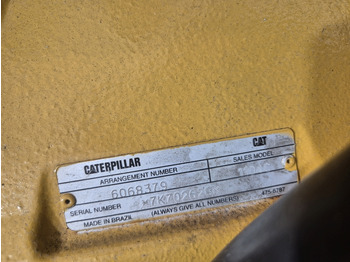 CATERPILLAR CAT
ARRANGEMENT NUMBER SALES MODEL
6068379
SERIAL NUMBER
MADE IN BRAZIL (ALWAYS GIVE ALL NUMBERS)